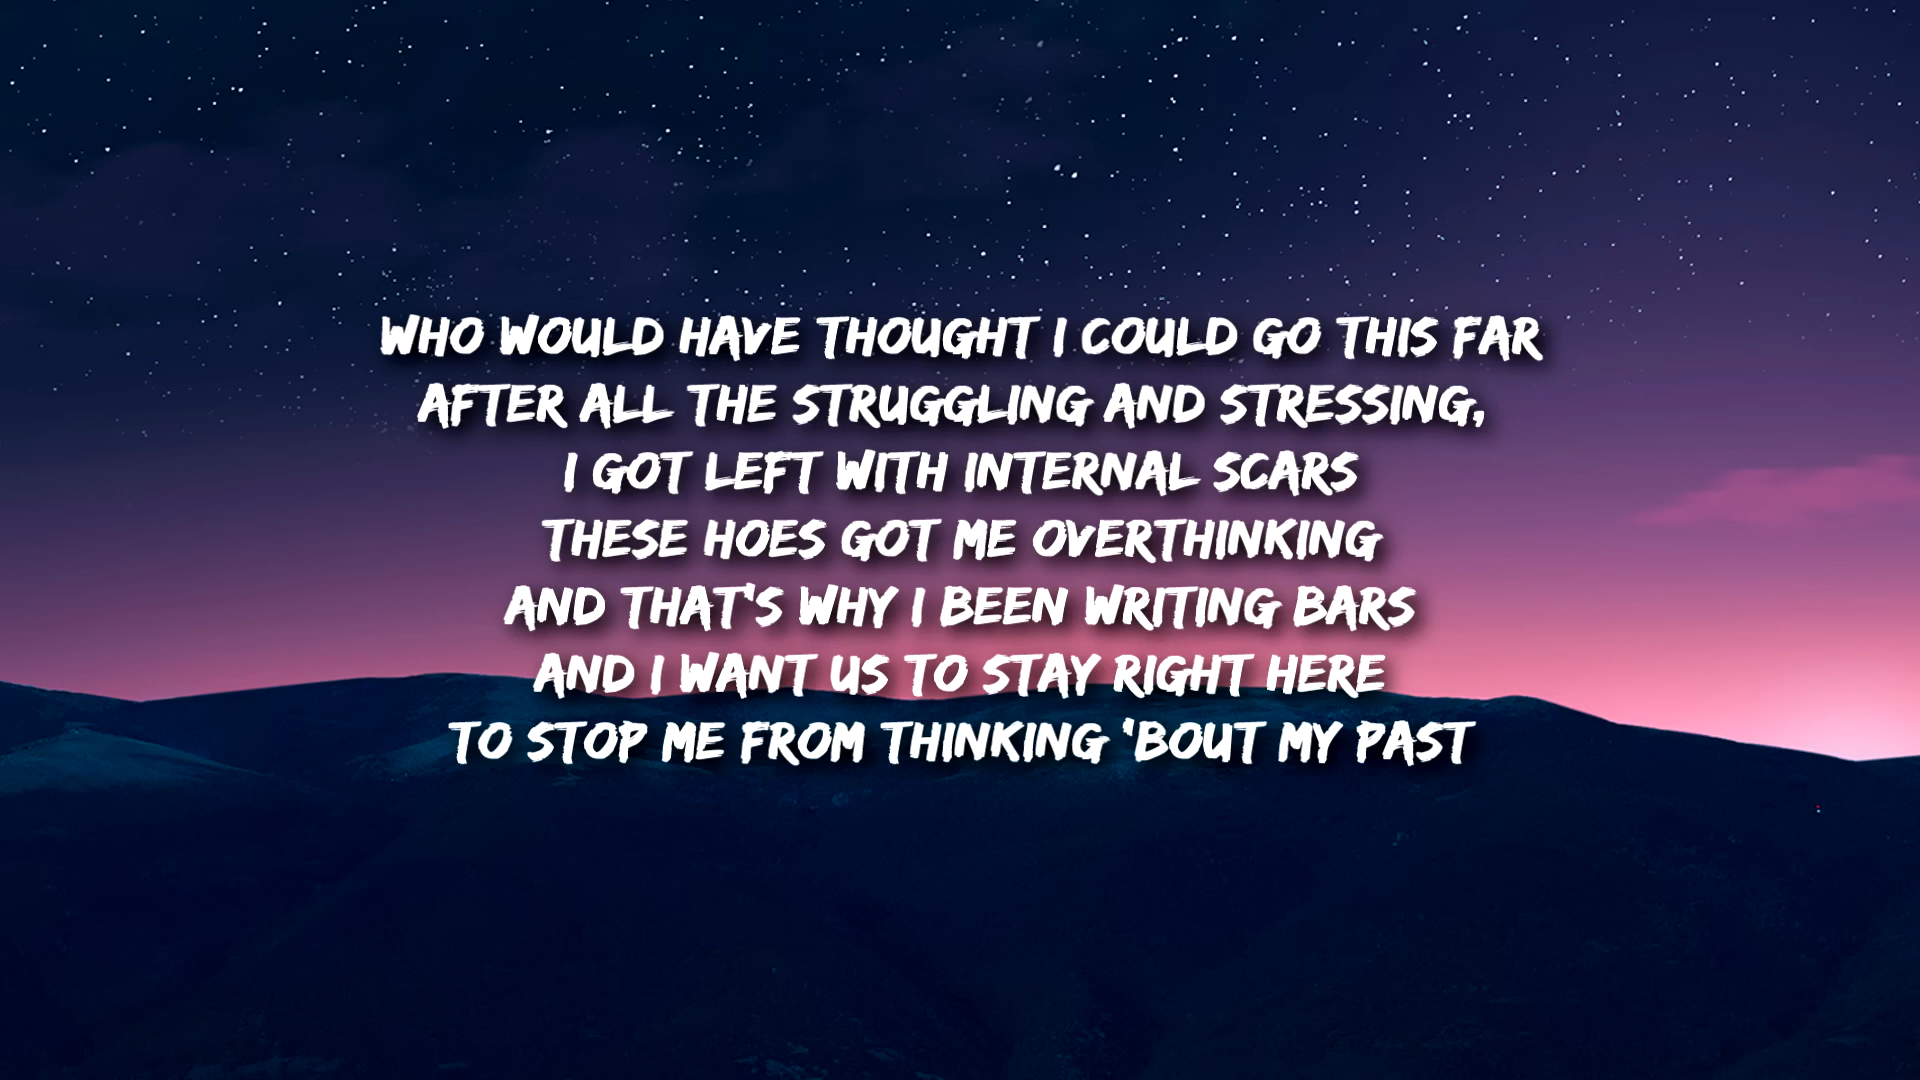 WHO WOULD HAVE THOUGHT I COULD GO THIS FAR
AFTER ALL THE STRUGGLING AND STRESSING,
I GOT LEFT WITH INTERNAL SCARS
THESE HOES GOT ME OVERTHINKING
AND THAT'S WHY I BEEN WRITING BARS
AND I WANT US TO STAY RIGHT HERE
TO STOP ME FROM THINKING 'BOUT MY PAST